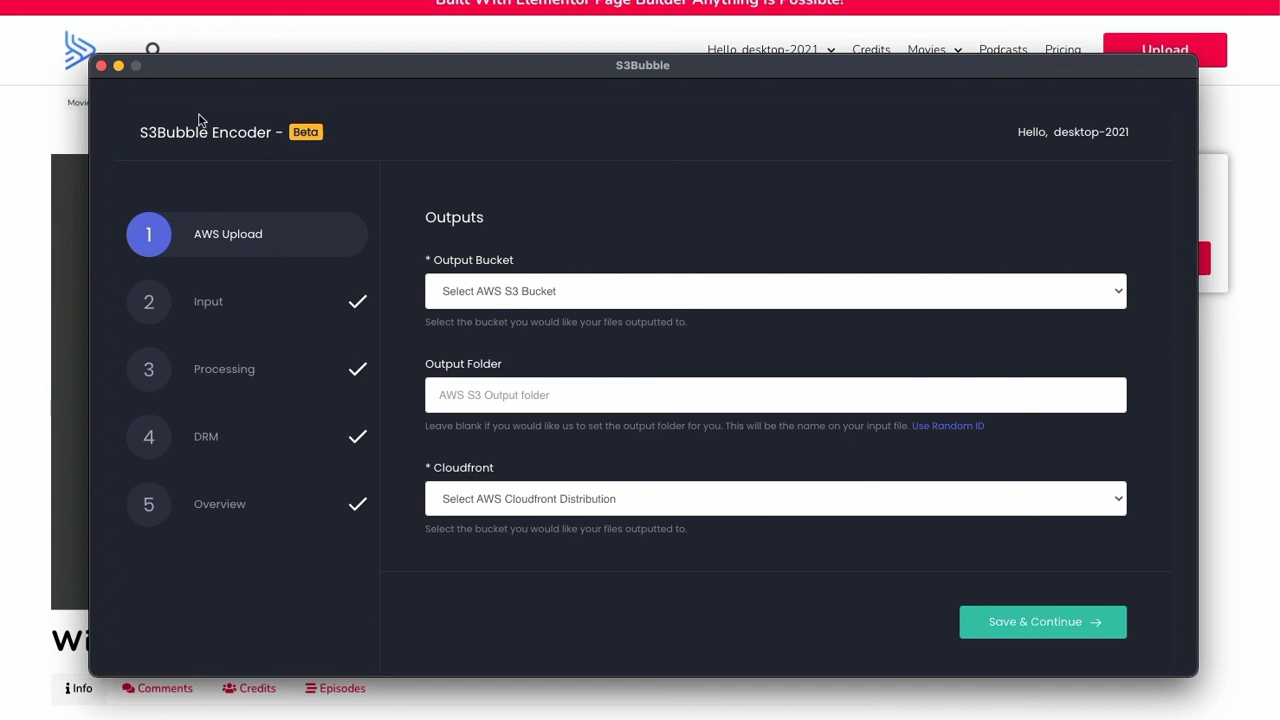 Built With Elementor Page Builder Anything Is Possible!
Hello, desktop-2021 Credits Movies Podcasts Pricing Upload
S3Bubble
Movie
S3Bubble Encoder - Beta
Hello, desktop-2021
1 AWS Upload
2 Input
3 Processing
4 DRM
5 Overview
Outputs
* Output Bucket
Select AWS S3 Bucket
Select the bucket you would like your files outputted to.
Output Folder
AWS S3 Output folder
Leave blank if you would like us to set the output folder for you. This will be the name on your input file. Use Random ID
* Cloudfront
Select AWS Cloudfront Distribution
Select the bucket you would like your files outputted to.
Save & Continue
Wi
Info Comments Credits Episodes